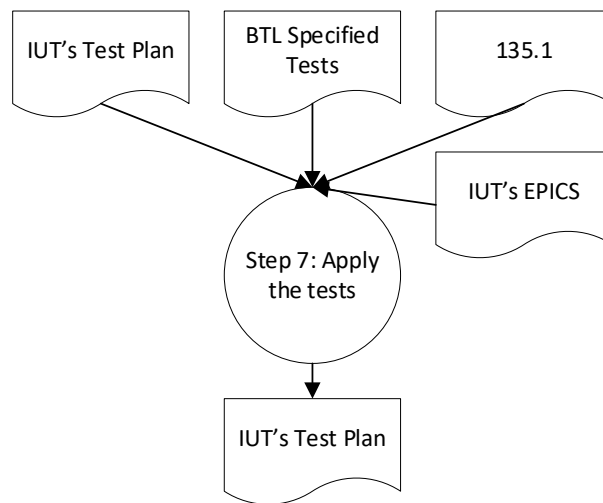 IUT’s Test Plan
BTL Specified
Tests
135.1
IUT’s EPICS
Step 7: Apply
the tests
IUT’s Test Plan